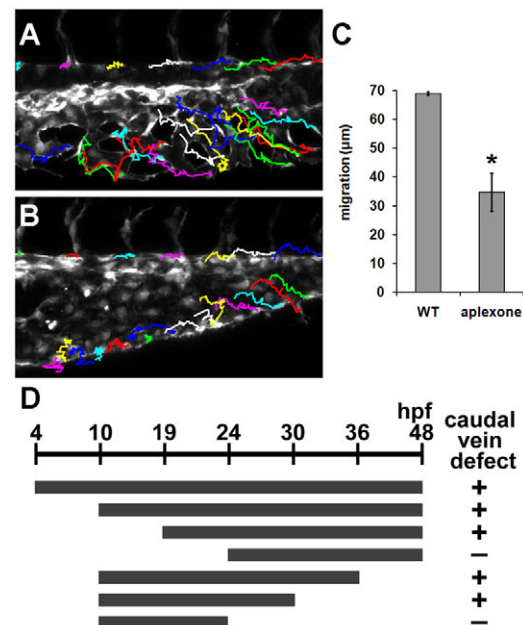 A
B
C
migration (µm)
70
60
50
40
30
20
10
0
*
WT aplexone
D
hpf
4 10 19 24 30 36 48
caudal
vein
defect
+
+
+
−
+
+
−